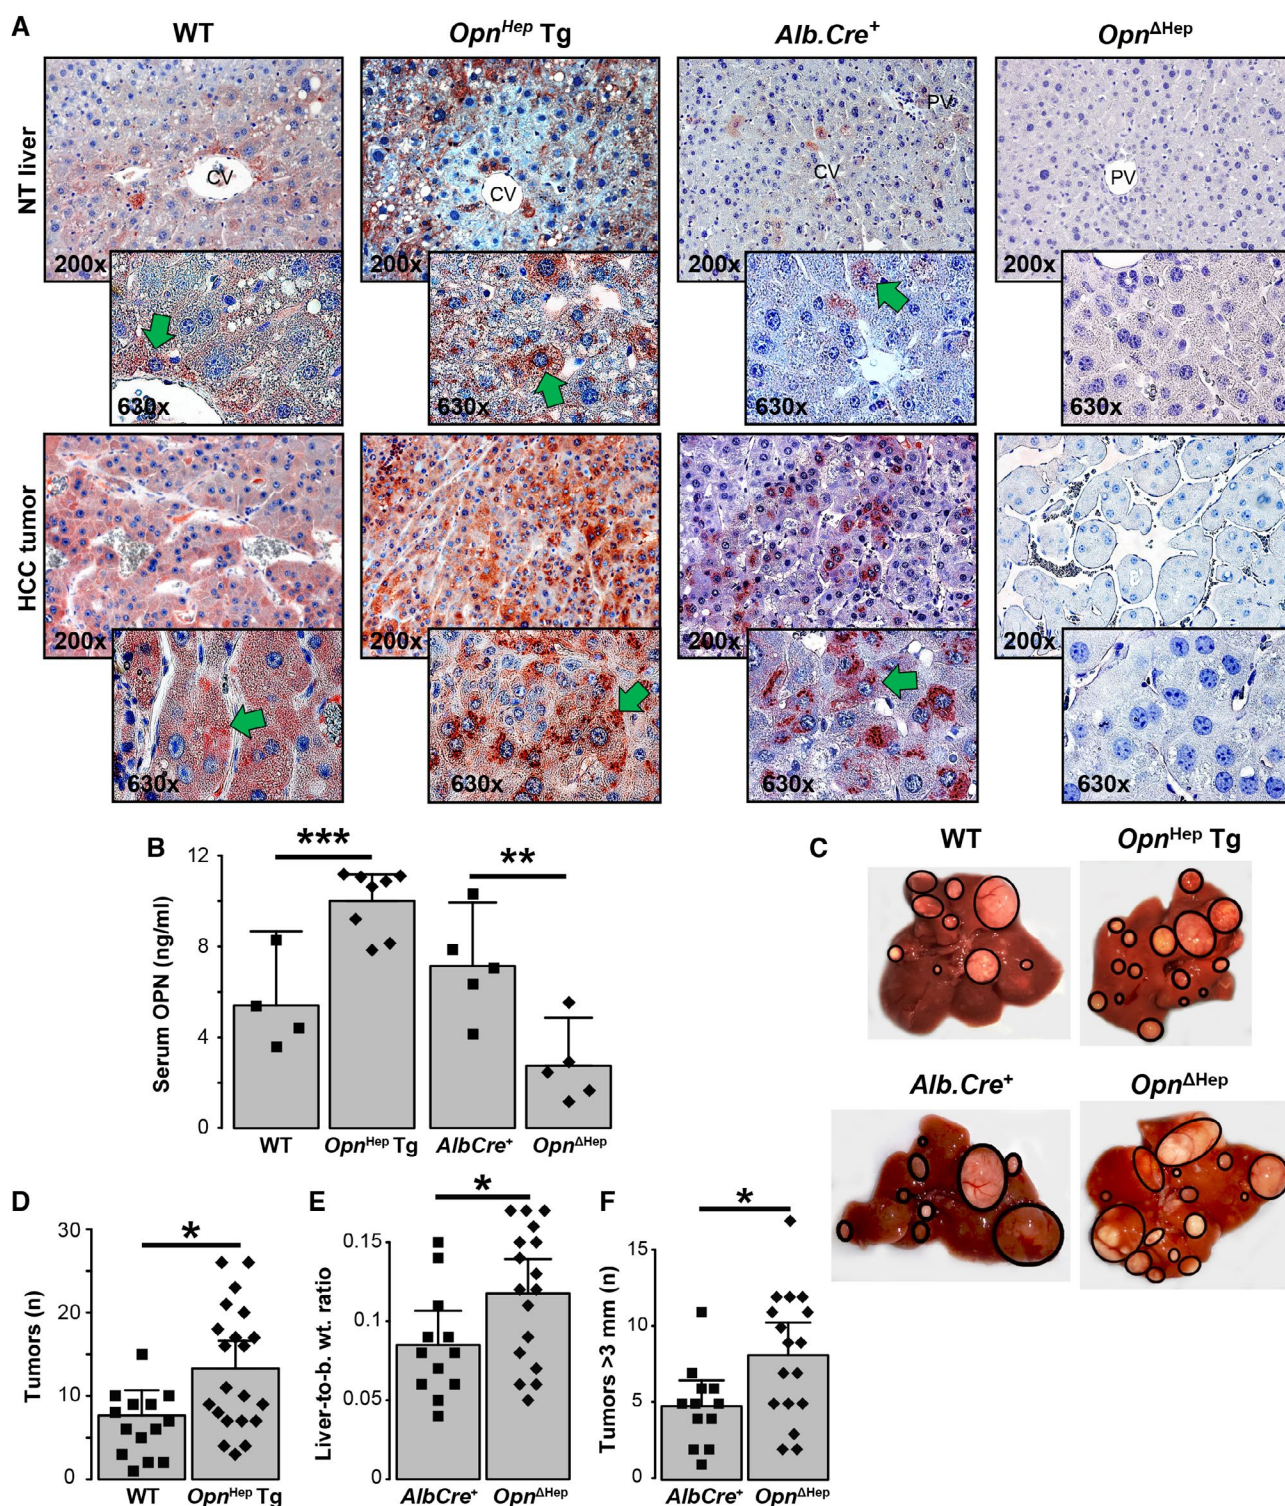 A
WT
Opn^Hep Tg
Alb.Cre⁺
Opn^ΔHep
NT liver
CV
CV
CV
PV
PV
200x
200x
200x
200x
630x
630x
630x
630x
HCC tumor
200x
200x
200x
200x
630x
630x
630x
630x
B
***
**
Serum OPN (ng/ml)
12
8
4
0
WT
Opn^Hep Tg
AlbCre⁺
Opn^ΔHep
C
WT
Opn^Hep Tg
Alb.Cre⁺
Opn^ΔHep
D
*
Tumors (n)
30
20
10
0
WT
Opn^Hep Tg
E
*
Liver-to-b. wt. ratio
0.15
0.1
0.05
0
AlbCre⁺
Opn^ΔHep
F
*
Tumors >3 mm (n)
15
10
5
0
AlbCre⁺
Opn^ΔHep